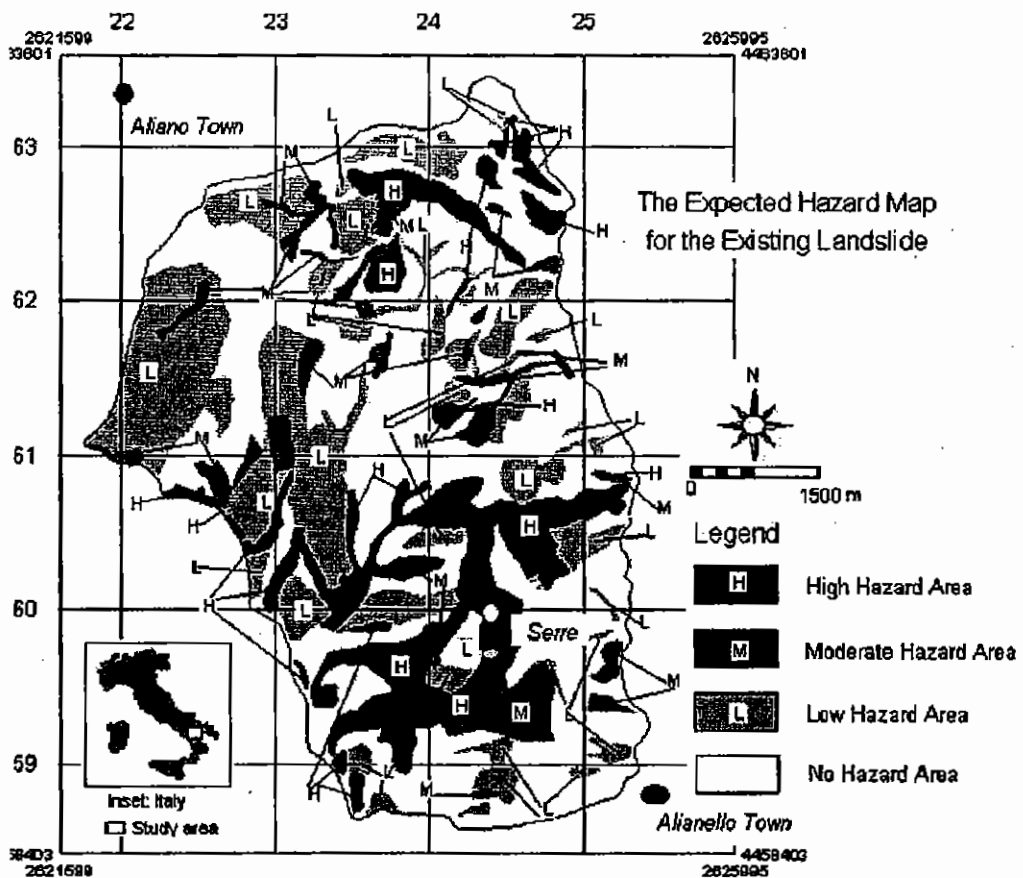 22 23 24 25
2621599 2625995
33601 4463601
Aliano Town
63
The Expected Hazard Map
for the Existing Landslide
62
N
61
0 1500 m
Legend
H High Hazard Area
60
Serre
M Moderate Hazard Area
L Low Hazard Area
59
No Hazard Area
Inset: Italy
Study area
Alianello Town
58403 4458403
2621599 2625995
L
L
H
M
L
L
H
L
M L
H
H
H
M
M
L
L
L
L
M
M
H
L
L
M
M
L
L
H
H
L
H
L
H
M
H
L
L
M
H
L
L
L
H
M
H
M
L
L
H
M
L